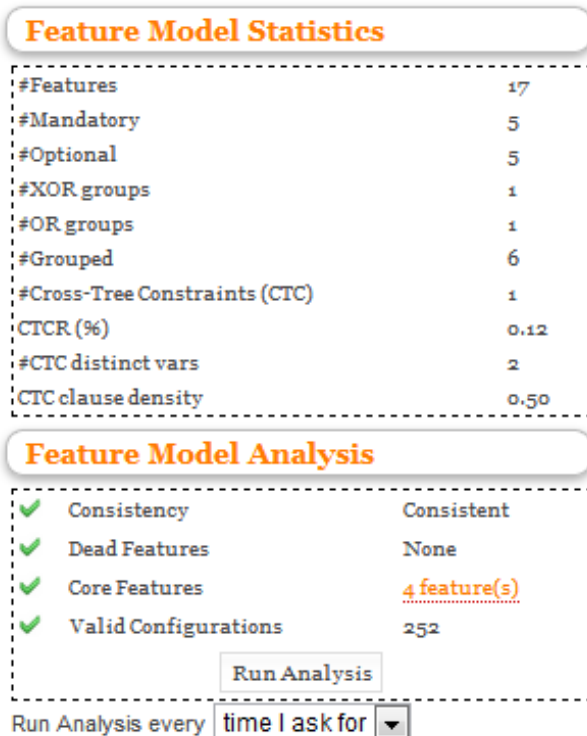 Feature Model Statistics
#Features 17
#Mandatory 5
#Optional 5
#XOR groups 1
#OR groups 1
#Grouped 6
#Cross-Tree Constraints (CTC) 1
CTCR (%) 0.12
#CTC distinct vars 2
CTC clause density 0.50
Feature Model Analysis
Consistency Consistent
Dead Features None
Core Features 4 feature(s)
Valid Configurations 252
Run Analysis
Run Analysis every time I ask for